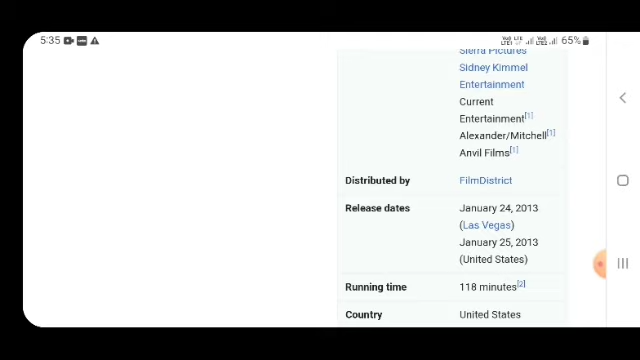 5:35
65%
Sierra Pictures
Sidney Kimmel
Entertainment
Current
Entertainment[1]
Alexander/Mitchell[1]
Anvil Films[1]
Distributed by FilmDistrict
Release dates January 24, 2013
(Las Vegas)
January 25, 2013
(United States)
Running time 118 minutes[2]
Country United States